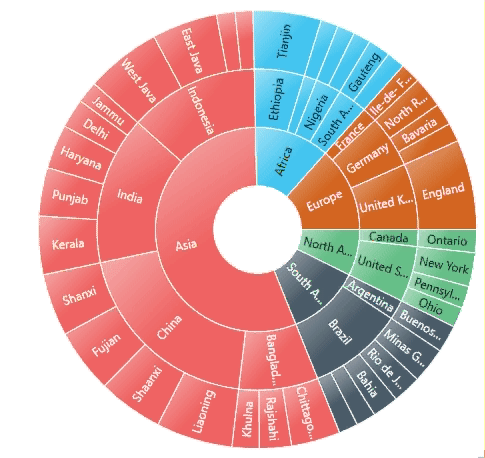 Tianjin
Gauteng
Ethiopia
Nigeria
South A...
Africa
Ile-de- F...
North R...
Bavaria
England
France
Germany
United K...
Europe
Ontario
New York
Pennsyl...
Ohio
Canada
United S...
North A...
Buenos...
Minas G...
Rio de J...
Bahia
Argentina
Brazil
South A...
Chittago...
Rajshahi
Khulna
Liaoning
Shaanxi
Fujian
Shanxi
Banglad...
China
Kerala
Punjab
Haryana
Delhi
Jammu
India
West Java
East Java
Indonesia
Asia